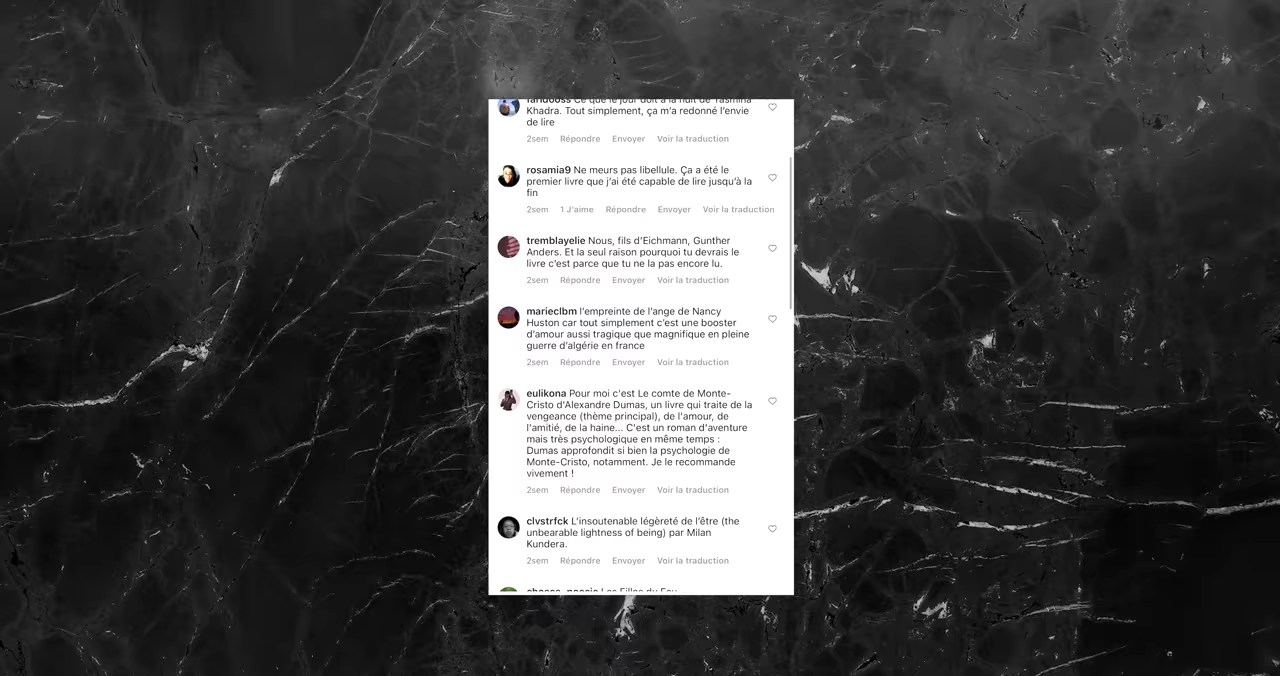 faridooss Ce que le jour doit à la nuit de Yasmina
Khadra. Tout simplement, ça m'a redonné l'envie
de lire
2sem Répondre Envoyer Voir la traduction
rosamia9 Ne meurs pas libellule. Ça a été le
premier livre que j'ai été capable de lire jusqu'à la
fin
2sem 1 J'aime Répondre Envoyer Voir la traduction
tremblayelie Nous, fils d'Eichmann, Gunther
Anders. Et la seul raison pourquoi tu devrais le
livre c'est parce que tu ne la pas encore lu.
2sem Répondre Envoyer Voir la traduction
marieclbm l'empreinte de l'ange de Nancy
Huston car tout simplement c'est une booster
d'amour aussi tragique que magnifique en pleine
guerre d'algérie en france
2sem Répondre Envoyer Voir la traduction
eulikona Pour moi c'est Le comte de Monte-
Cristo d'Alexandre Dumas, un livre qui traite de la
vengeance (thème principal), de l'amour, de
l'amitié, de la haine... C'est un roman d'aventure
mais très psychologique en même temps :
Dumas approfondit si bien la psychologie de
Monte-Cristo, notamment. Je le recommande
vivement !
2sem Répondre Envoyer Voir la traduction
clvstrfck L'insoutenable légèreté de l'être (the
unbearable lightness of being) par Milan
Kundera.
2sem Répondre Envoyer Voir la traduction
Les Filles du Feu